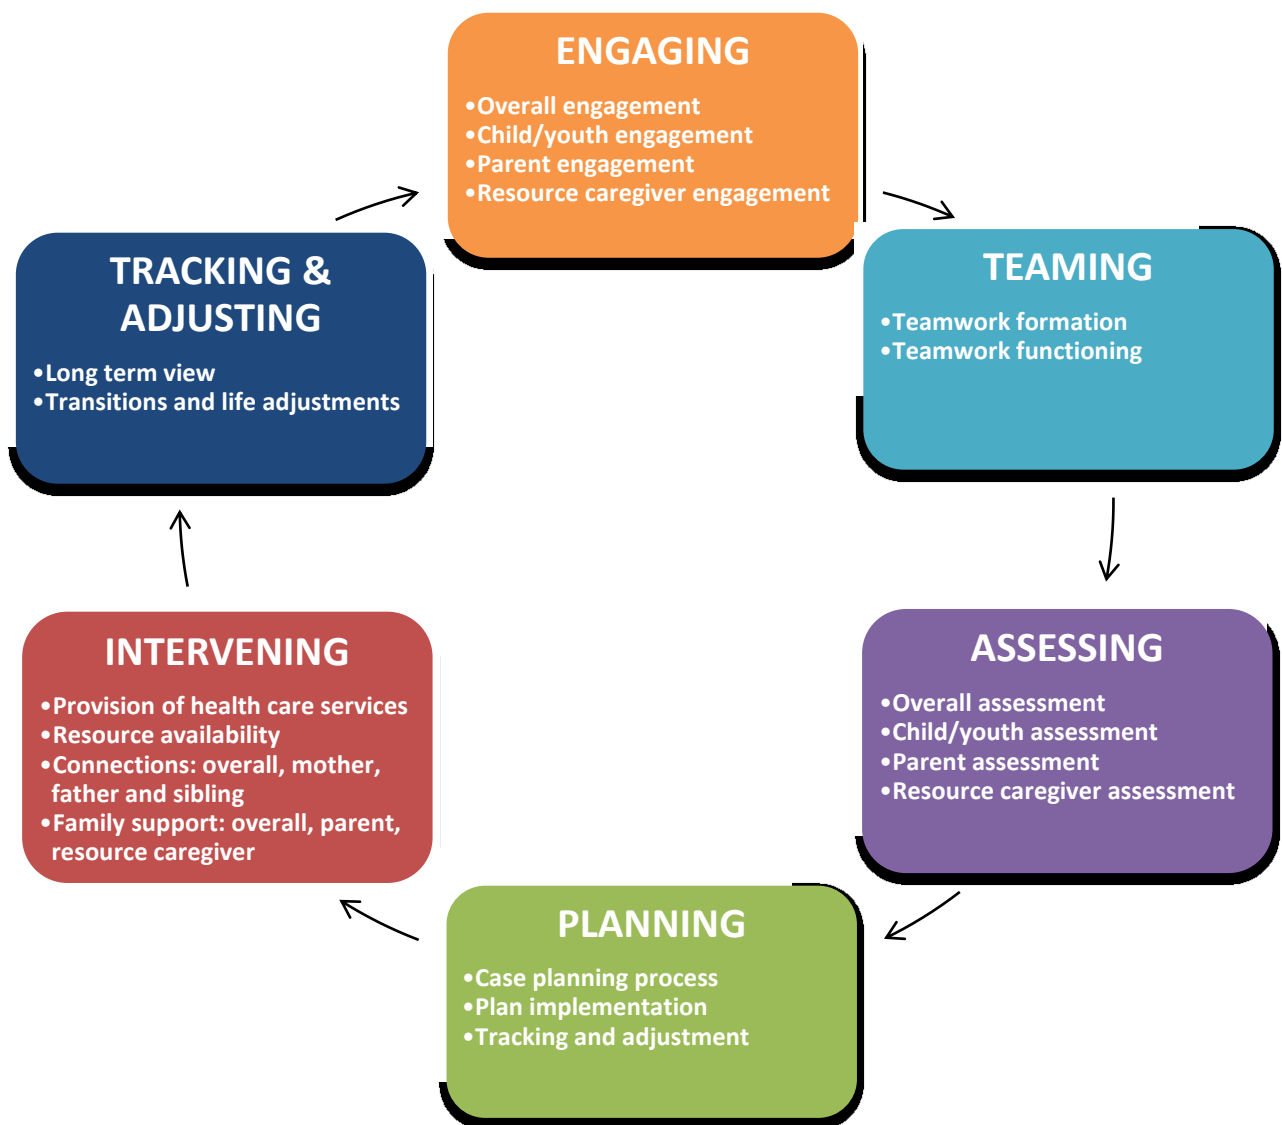 ENGAGING
•Overall engagement
•Child/youth engagement
•Parent engagement
•Resource caregiver engagement
TEAMING
•Teamwork formation
•Teamwork functioning
ASSESSING
•Overall assessment
•Child/youth assessment
•Parent assessment
•Resource caregiver assessment
PLANNING
•Case planning process
•Plan implementation
•Tracking and adjustment
INTERVENING
•Provision of health care services
•Resource availability
•Connections: overall, mother,
father and sibling
•Family support: overall, parent,
resource caregiver
TRACKING &
ADJUSTING
•Long term view
•Transitions and life adjustments